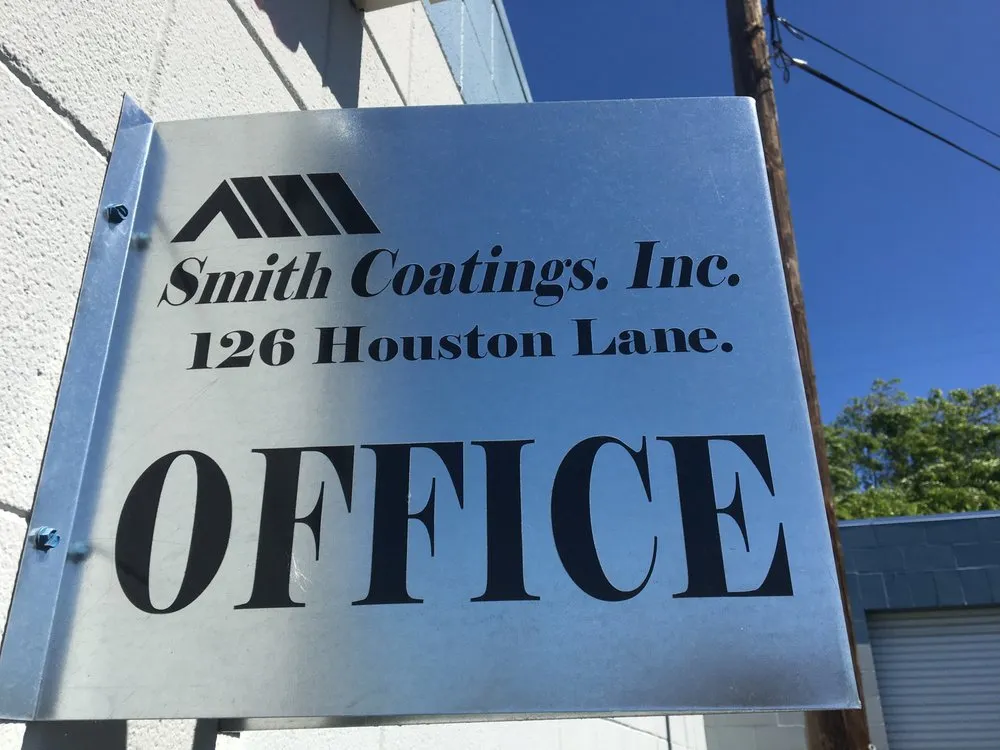 Smith Coatings. Inc.
126 Houston Lane.
OFFICE